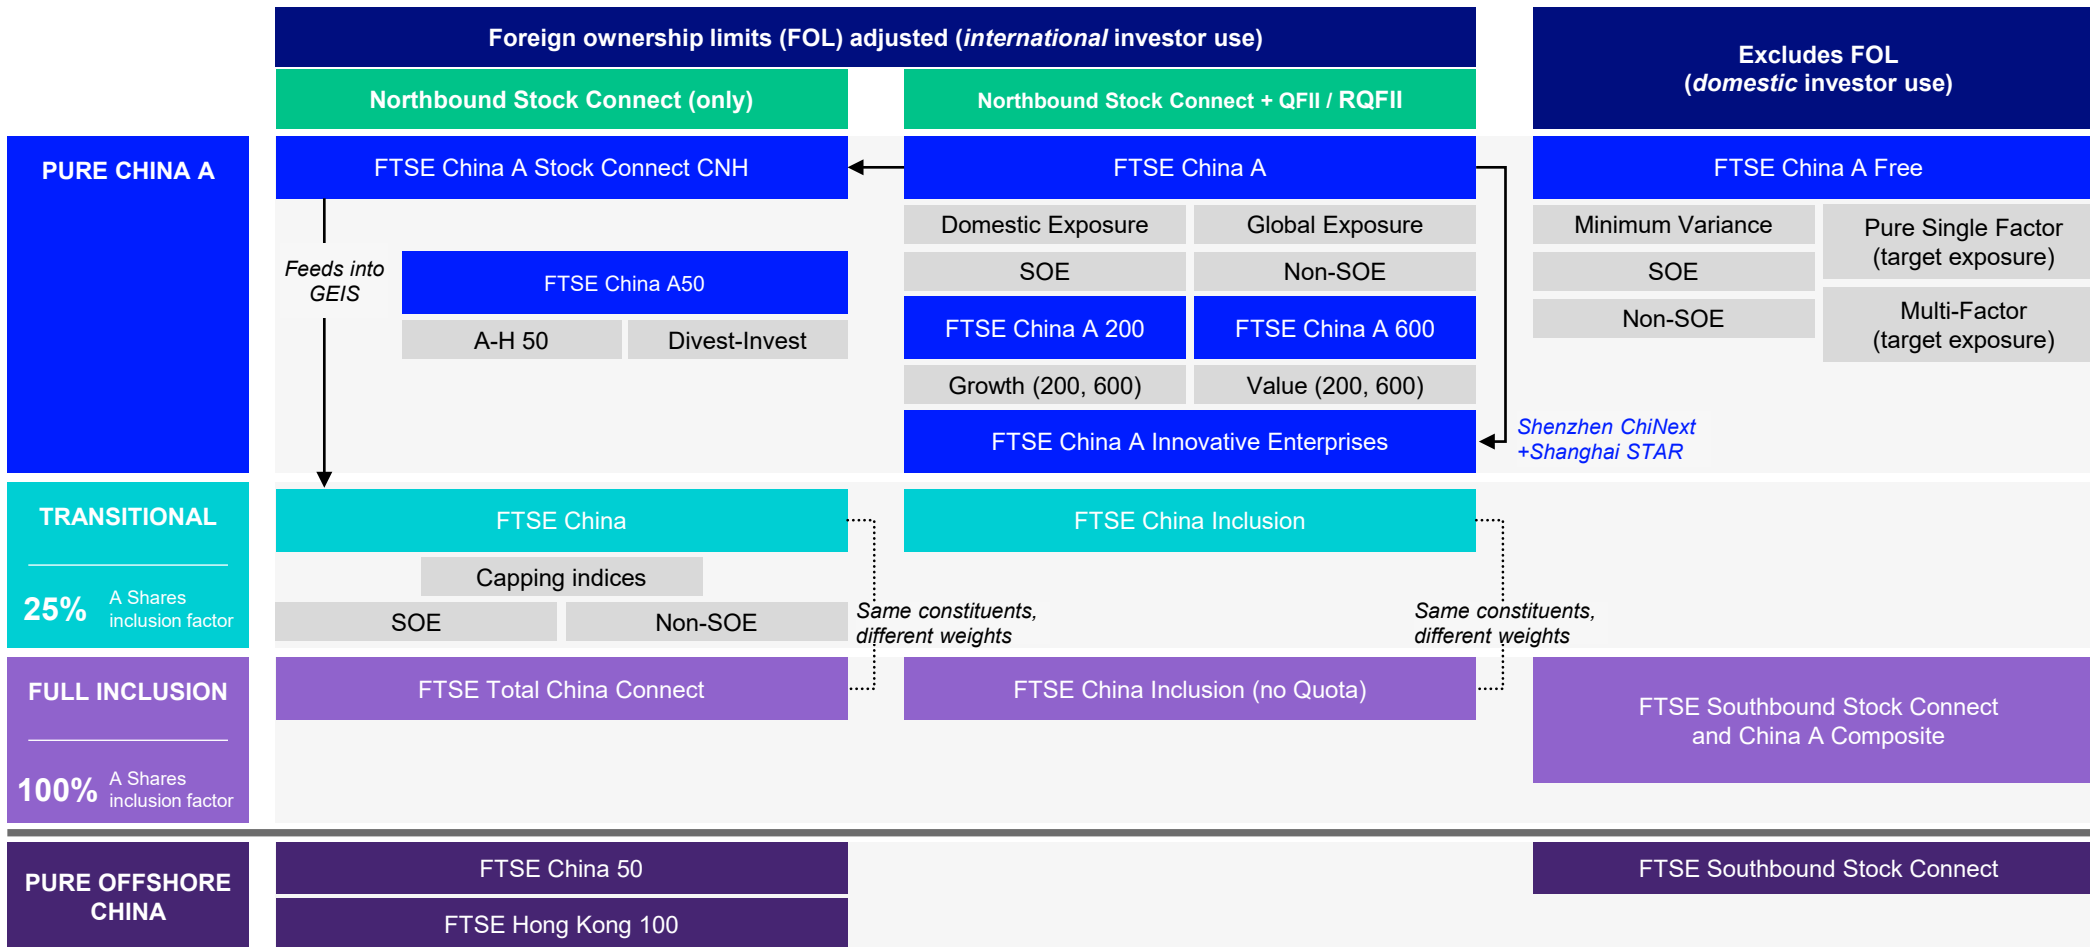 Foreign ownership limits (FOL) adjusted (international investor use)
Excludes FOL
(domestic investor use)
Northbound Stock Connect (only)
Northbound Stock Connect + QFII / RQFII
PURE CHINA A
FTSE China A Stock Connect CNH
FTSE China A
FTSE China A Free
Feeds into
GEIS
FTSE China A50
A-H 50
Divest-Invest
Domestic Exposure
Global Exposure
SOE
Non-SOE
FTSE China A 200
FTSE China A 600
Growth (200, 600)
Value (200, 600)
FTSE China A Innovative Enterprises
Minimum Variance
SOE
Non-SOE
Pure Single Factor
(target exposure)
Multi-Factor
(target exposure)
Shenzhen ChiNext
+Shanghai STAR
TRANSITIONAL
25%
A Shares
inclusion factor
FTSE China
FTSE China Inclusion
Capping indices
SOE
Non-SOE
Same constituents,
different weights
Same constituents,
different weights
FULL INCLUSION
100%
A Shares
inclusion factor
FTSE Total China Connect
FTSE China Inclusion (no Quota)
FTSE Southbound Stock Connect
and China A Composite
PURE OFFSHORE
CHINA
FTSE China 50
FTSE Hong Kong 100
FTSE Southbound Stock Connect